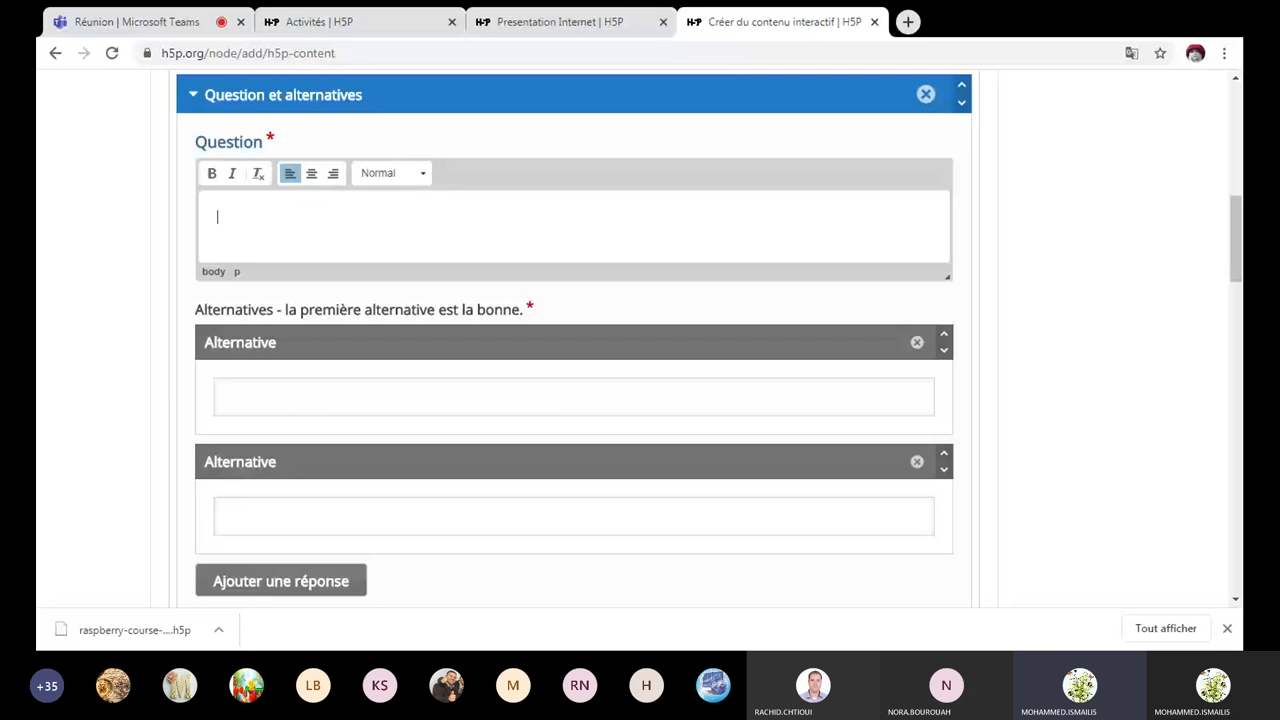 Réunion | Microsoft Teams
H-P Activités | H5P
H-P Presentation Internet | H5P
H-P Créer du contenu interactif | H5P
h5p.org/node/add/h5p-content
Question et alternatives
Question *
B I Tx Normal
body p
Alternatives - la première alternative est la bonne. *
Alternative
Alternative
Ajouter une réponse
raspberry-course-....h5p
Tout afficher
+35 LB KS M RN H N
RACHID.CHTIOUI NORA.BOUROUAH MOHAMMED.ISMAILIS MOHAMMED.ISMAILIS